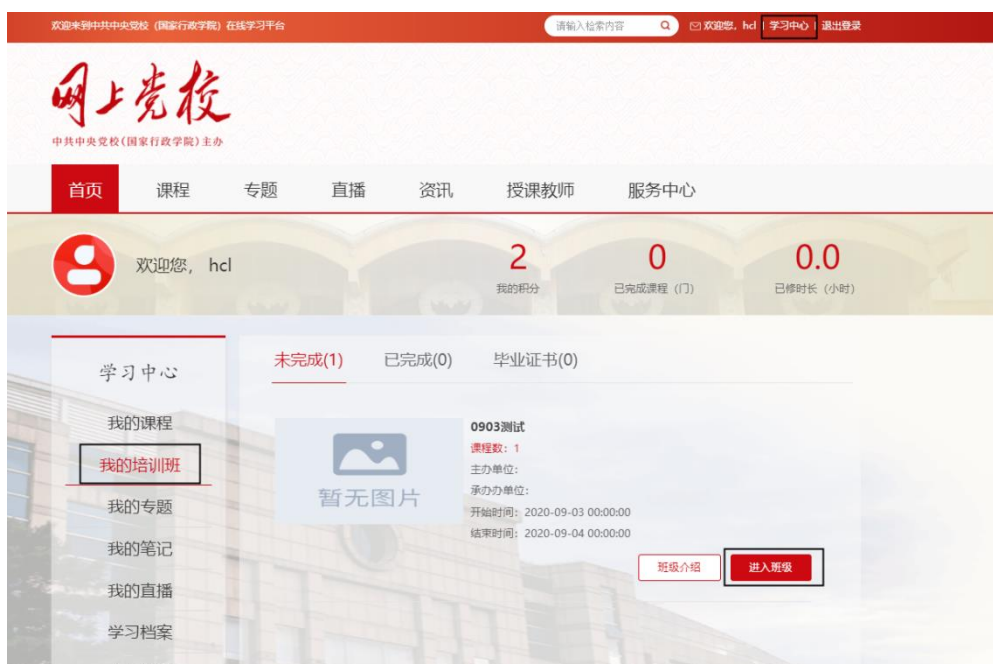 欢迎来到中共中央党校（国家行政学院）在线学习平台
请输入检索内容
欢迎您，hcl | 学习中心 | 退出登录
网上党校
中共中央党校(国家行政学院)主办
首页 课程 专题 直播 资讯 授课教师 服务中心
欢迎您， hcl
2 0 0.0
我的积分 已完成课程（门） 已修时长（小时）
未完成(1) 已完成(0) 毕业证书(0)
学习中心
我的课程
我的培训班
我的专题
我的笔记
我的直播
学习档案
暂无图片
0903测试
课程数：1
主办单位：
承办办单位：
开始时间：2020-09-03 00:00:00
结束时间：2020-09-04 00:00:00
班级介绍 进入班级